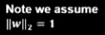 Note we assume
||w||₂ = 1